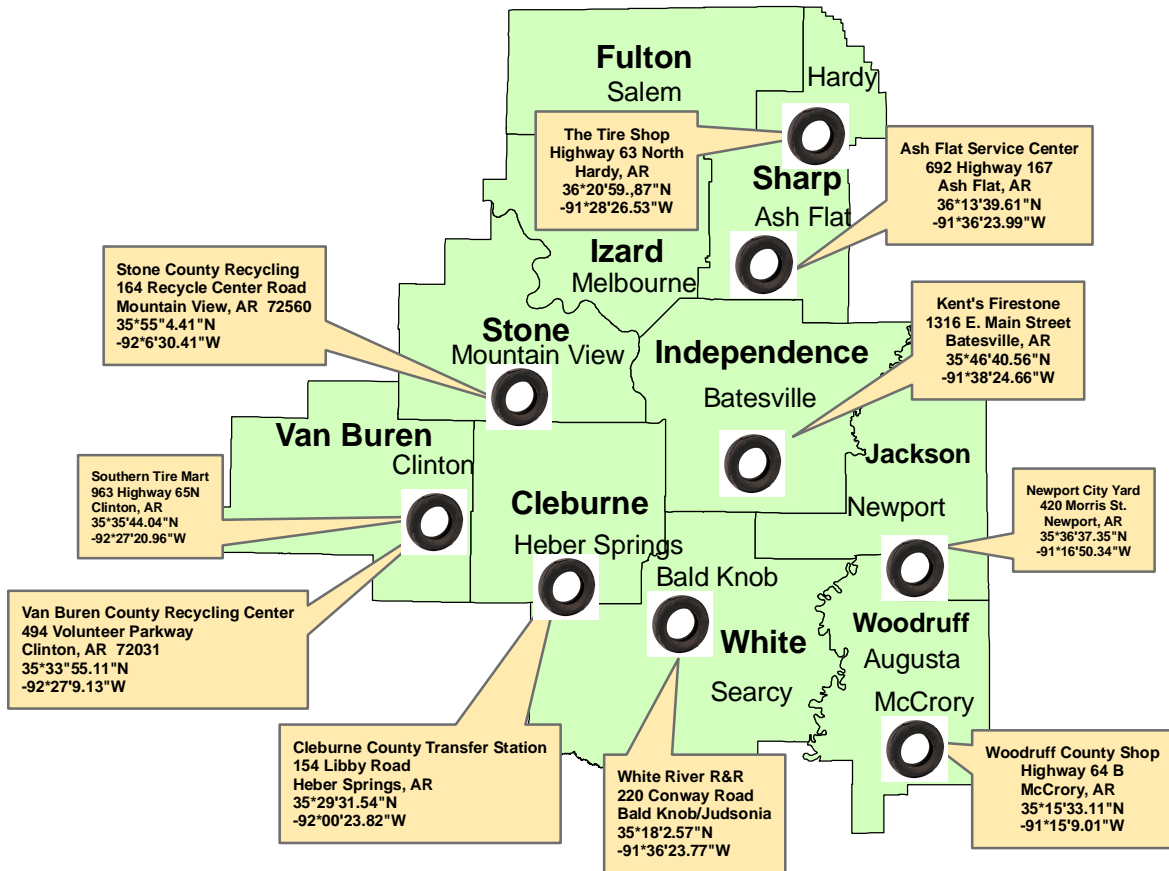 Fulton
Salem
Hardy
The Tire Shop
Highway 63 North
Hardy, AR
36*20'59.,87"N
-91*28'26.53"W
Ash Flat Service Center
692 Highway 167
Ash Flat, AR
36*13'39.61"N
-91*36'23.99"W
Sharp
Ash Flat
Izard
Melbourne
Stone County Recycling
164 Recycle Center Road
Mountain View, AR  72560
35*55"4.41"N
-92*6'30.41"W
Kent's Firestone
1316 E. Main Street
Batesville, AR
35*46'40.56"N
-91*38'24.66"W
Stone
Mountain View
Independence
Batesville
Van Buren
Clinton
Jackson
Newport
Southern Tire Mart
963 Highway 65N
Clinton, AR
35*35'44.04"N
-92*27'20.96"W
Cleburne
Heber Springs
Newport City Yard
420 Morris St.
Newport, AR
35*36'37.35"N
-91*16'50.34"W
Bald Knob
Van Buren County Recycling Center
494 Volunteer Parkway
Clinton, AR  72031
35*33'55.11"N
-92*27'9.13"W
White
Searcy
Woodruff
Augusta
McCrory
Cleburne County Transfer Station
154 Libby Road
Heber Springs, AR
35*29'31.54"N
-92*00'23.82"W
White River R&R
220 Conway Road
Bald Knob/Judsonia
35*18'2.57"N
-91*36'23.77"W
Woodruff County Shop
Highway 64 B
McCrory, AR
35*15'33.11"N
-91*15'9.01"W